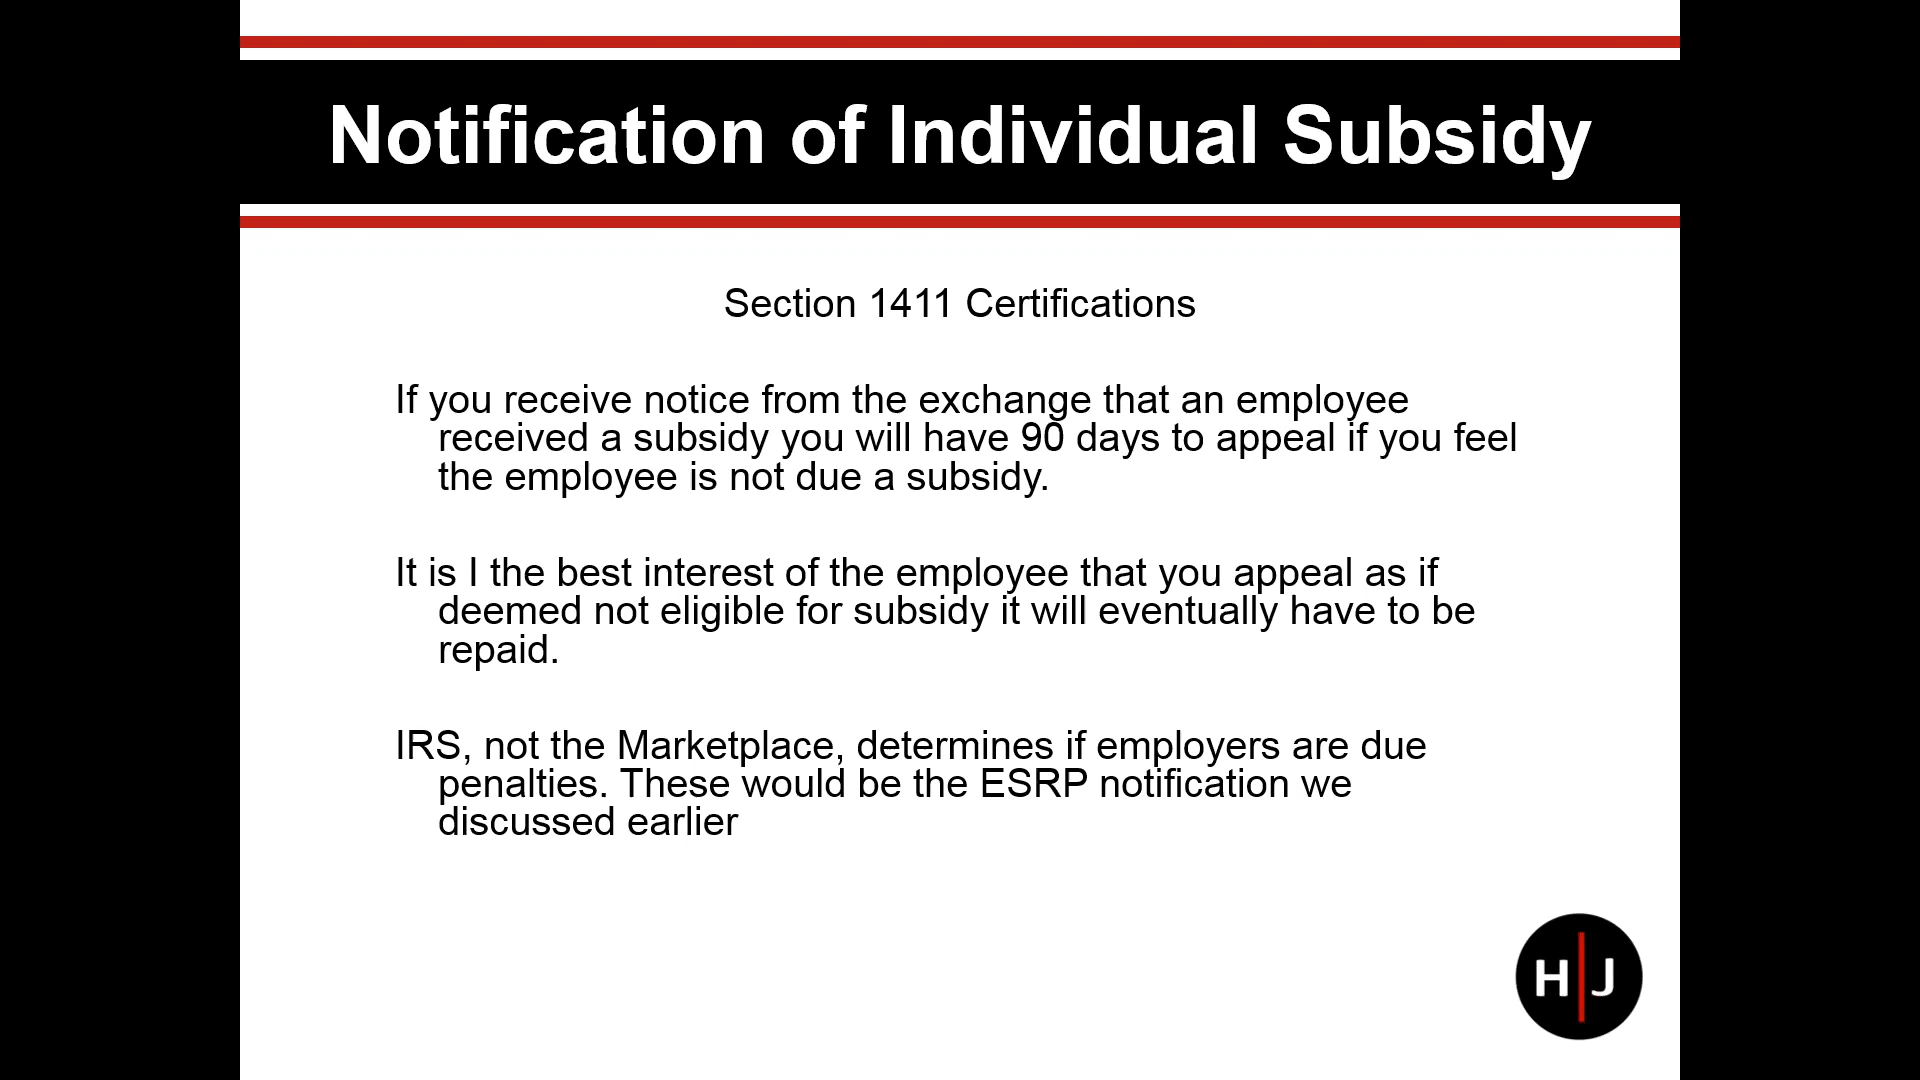 Notification of Individual Subsidy
Section 1411 Certifications
If you receive notice from the exchange that an employee
received a subsidy you will have 90 days to appeal if you feel
the employee is not due a subsidy.
It is I the best interest of the employee that you appeal as if
deemed not eligible for subsidy it will eventually have to be
repaid.
IRS, not the Marketplace, determines if employers are due
penalties. These would be the ESRP notification we
discussed earlier
H|J